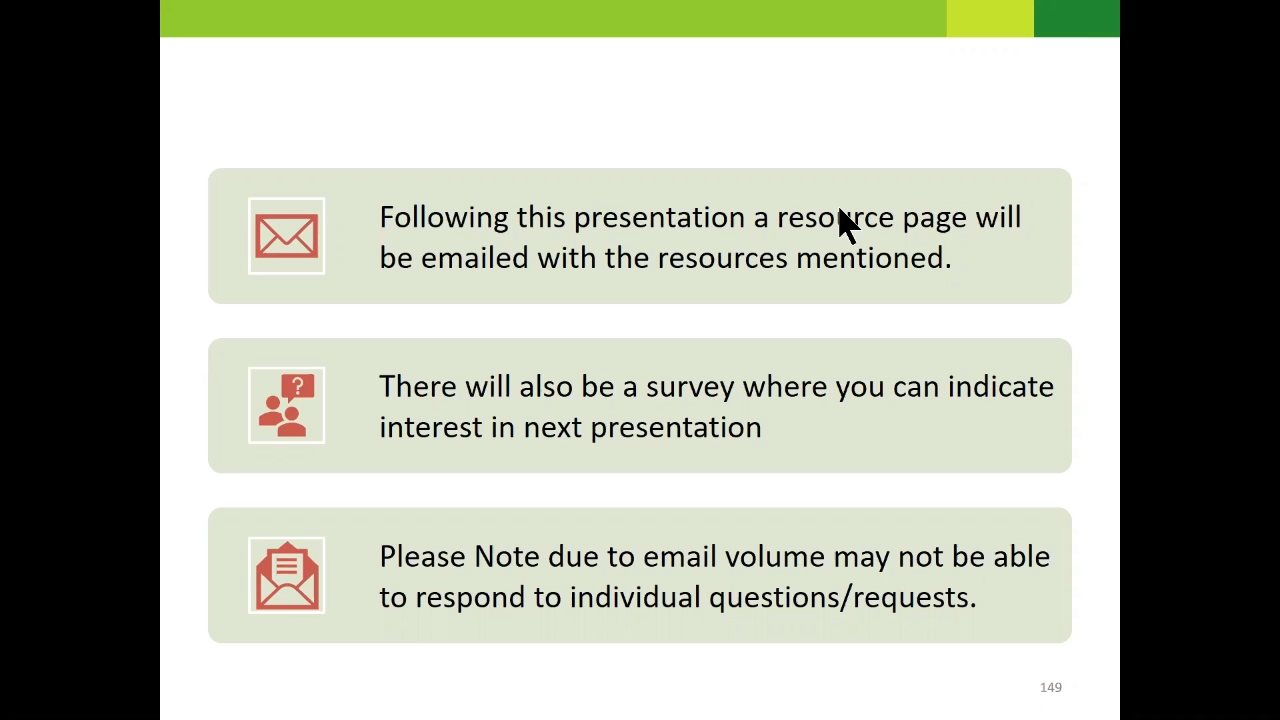 Following this presentation a resource page will
be emailed with the resources mentioned.
?
There will also be a survey where you can indicate
interest in next presentation
Please Note due to email volume may not be able
to respond to individual questions/requests.
149